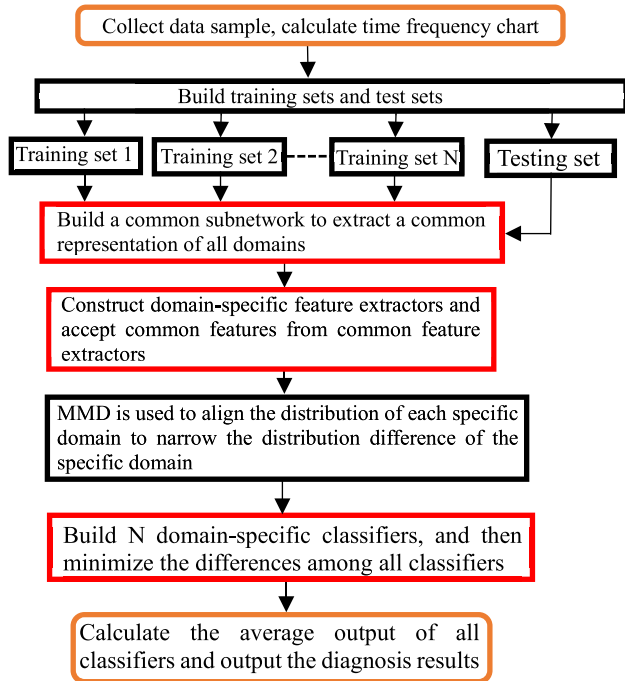 Collect data sample, calculate time frequency chart
Build training sets and test sets
Training set 1
Training set 2
Training set N
Testing set
Build a common subnetwork to extract a common
representation of all domains
Construct domain-specific feature extractors and
accept common features from common feature
extractors
MMD is used to align the distribution of each specific
domain to narrow the distribution difference of the
specific domain
Build N domain-specific classifiers, and then
minimize the differences among all classifiers
Calculate the average output of all
classifiers and output the diagnosis results